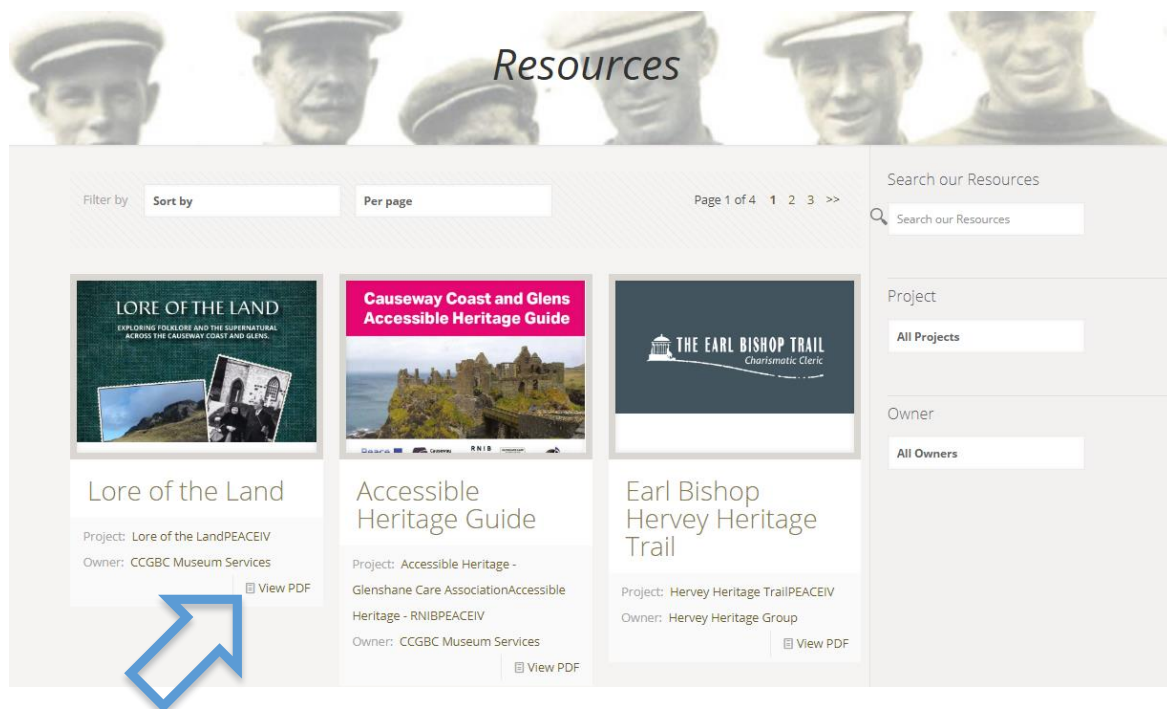 Resources
Filter by
Sort by
Per page
Page 1 of 4 1 2 3 >>
Search our Resources
Search our Resources
Project
All Projects
Owner
All Owners
LORE OF THE LAND
EXPLORING FOLKLORE AND THE SUPERNATURAL
ACROSS THE CAUSEWAY COAST AND GLENS.
Lore of the Land
Project: Lore of the LandPEACEIV
Owner: CCGBC Museum Services
View PDF
Causeway Coast and Glens
Accessible Heritage Guide
Peace
Causeway
RNIB
Accessible
Heritage Guide
Project: Accessible Heritage -
Glenshane Care AssociationAccessible
Heritage - RNIBPEACEIV
Owner: CCGBC Museum Services
View PDF
THE EARL BISHOP TRAIL
Charismatic Cleric
Earl Bishop
Hervey Heritage
Trail
Project: Hervey Heritage TrailPEACEIV
Owner: Hervey Heritage Group
View PDF